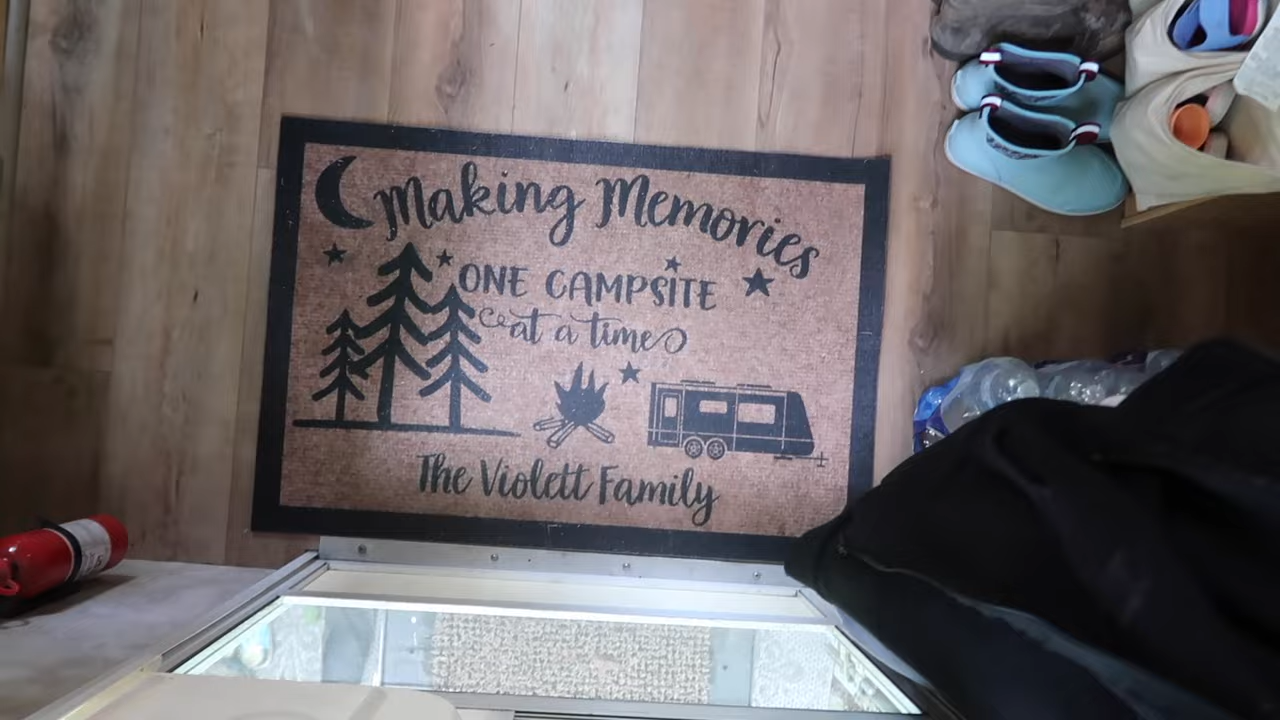 Making Memories
ONE CAMPSITE
at a time
The Violett Family